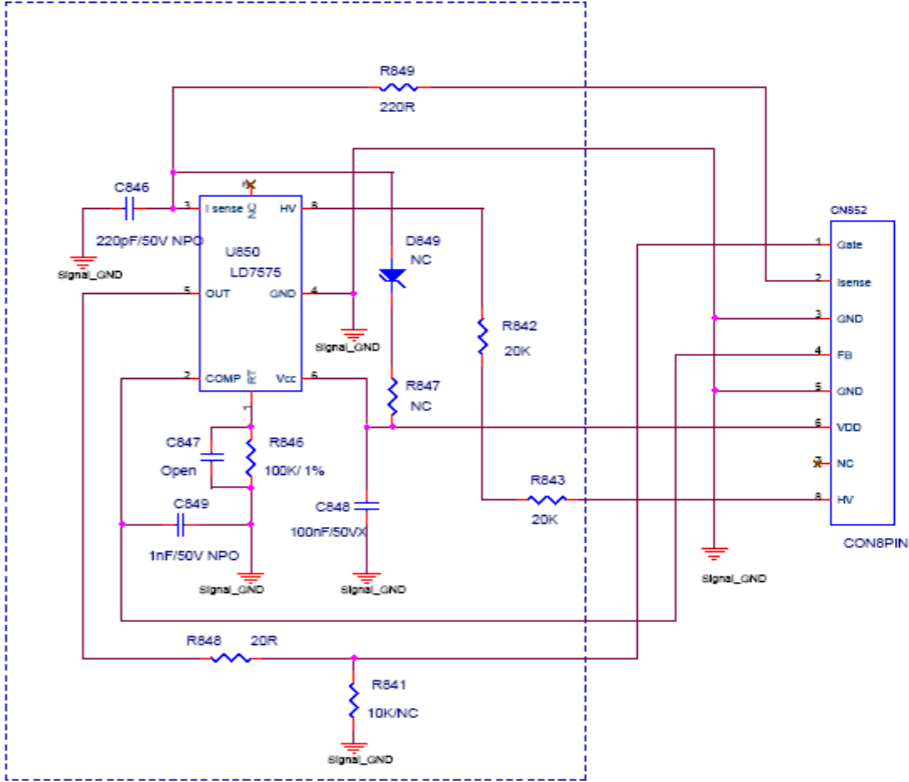 R849
220R
C846
220pF/50V NPO
Signal_GND
3
I sense
NC
HV
8
U850
LD7575
5
OUT
GND
4
2
COMP
RT
Vcc
6
1
D849
NC
Signal_GND
R842
20K
R847
NC
C847
Open
R846
100K/ 1%
C849
1nF/50V NPO
Signal_GND
C848
100nF/50VX
Signal_GND
R843
20K
R848
20R
R841
10K/NC
Signal_GND
CN852
1
Gate
2
Isense
3
GND
4
FB
5
GND
6
VDD
NC
8
HV
CON8PIN
Signal_GND